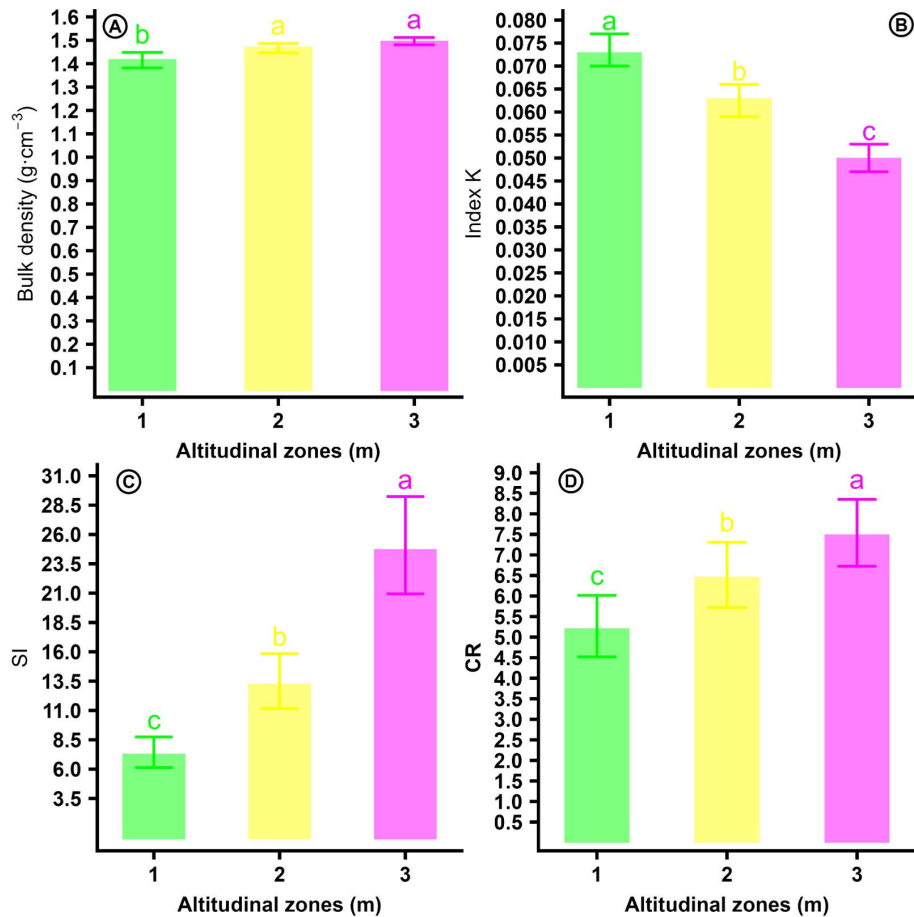 A
Bulk density (g·cm⁻³)
1.6
1.5
1.4
1.3
1.2
1.1
1.0
0.9
0.8
0.7
0.6
0.5
0.4
0.3
0.2
0.1
b
a
a
1 2 3
Altitudinal zones (m)
B
Index K
0.080
0.075
0.070
0.065
0.060
0.055
0.050
0.045
0.040
0.035
0.030
0.025
0.020
0.015
0.010
0.005
a
b
c
1 2 3
Altitudinal zones (m)
C
SI
31.0
28.5
26.0
23.5
21.0
18.5
16.0
13.5
11.0
8.5
6.0
3.5
c
b
a
1 2 3
Altitudinal zones (m)
D
CR
9.0
8.5
8.0
7.5
7.0
6.5
6.0
5.5
5.0
4.5
4.0
3.5
3.0
2.5
2.0
1.5
1.0
0.5
c
b
a
1 2 3
Altitudinal zones (m)